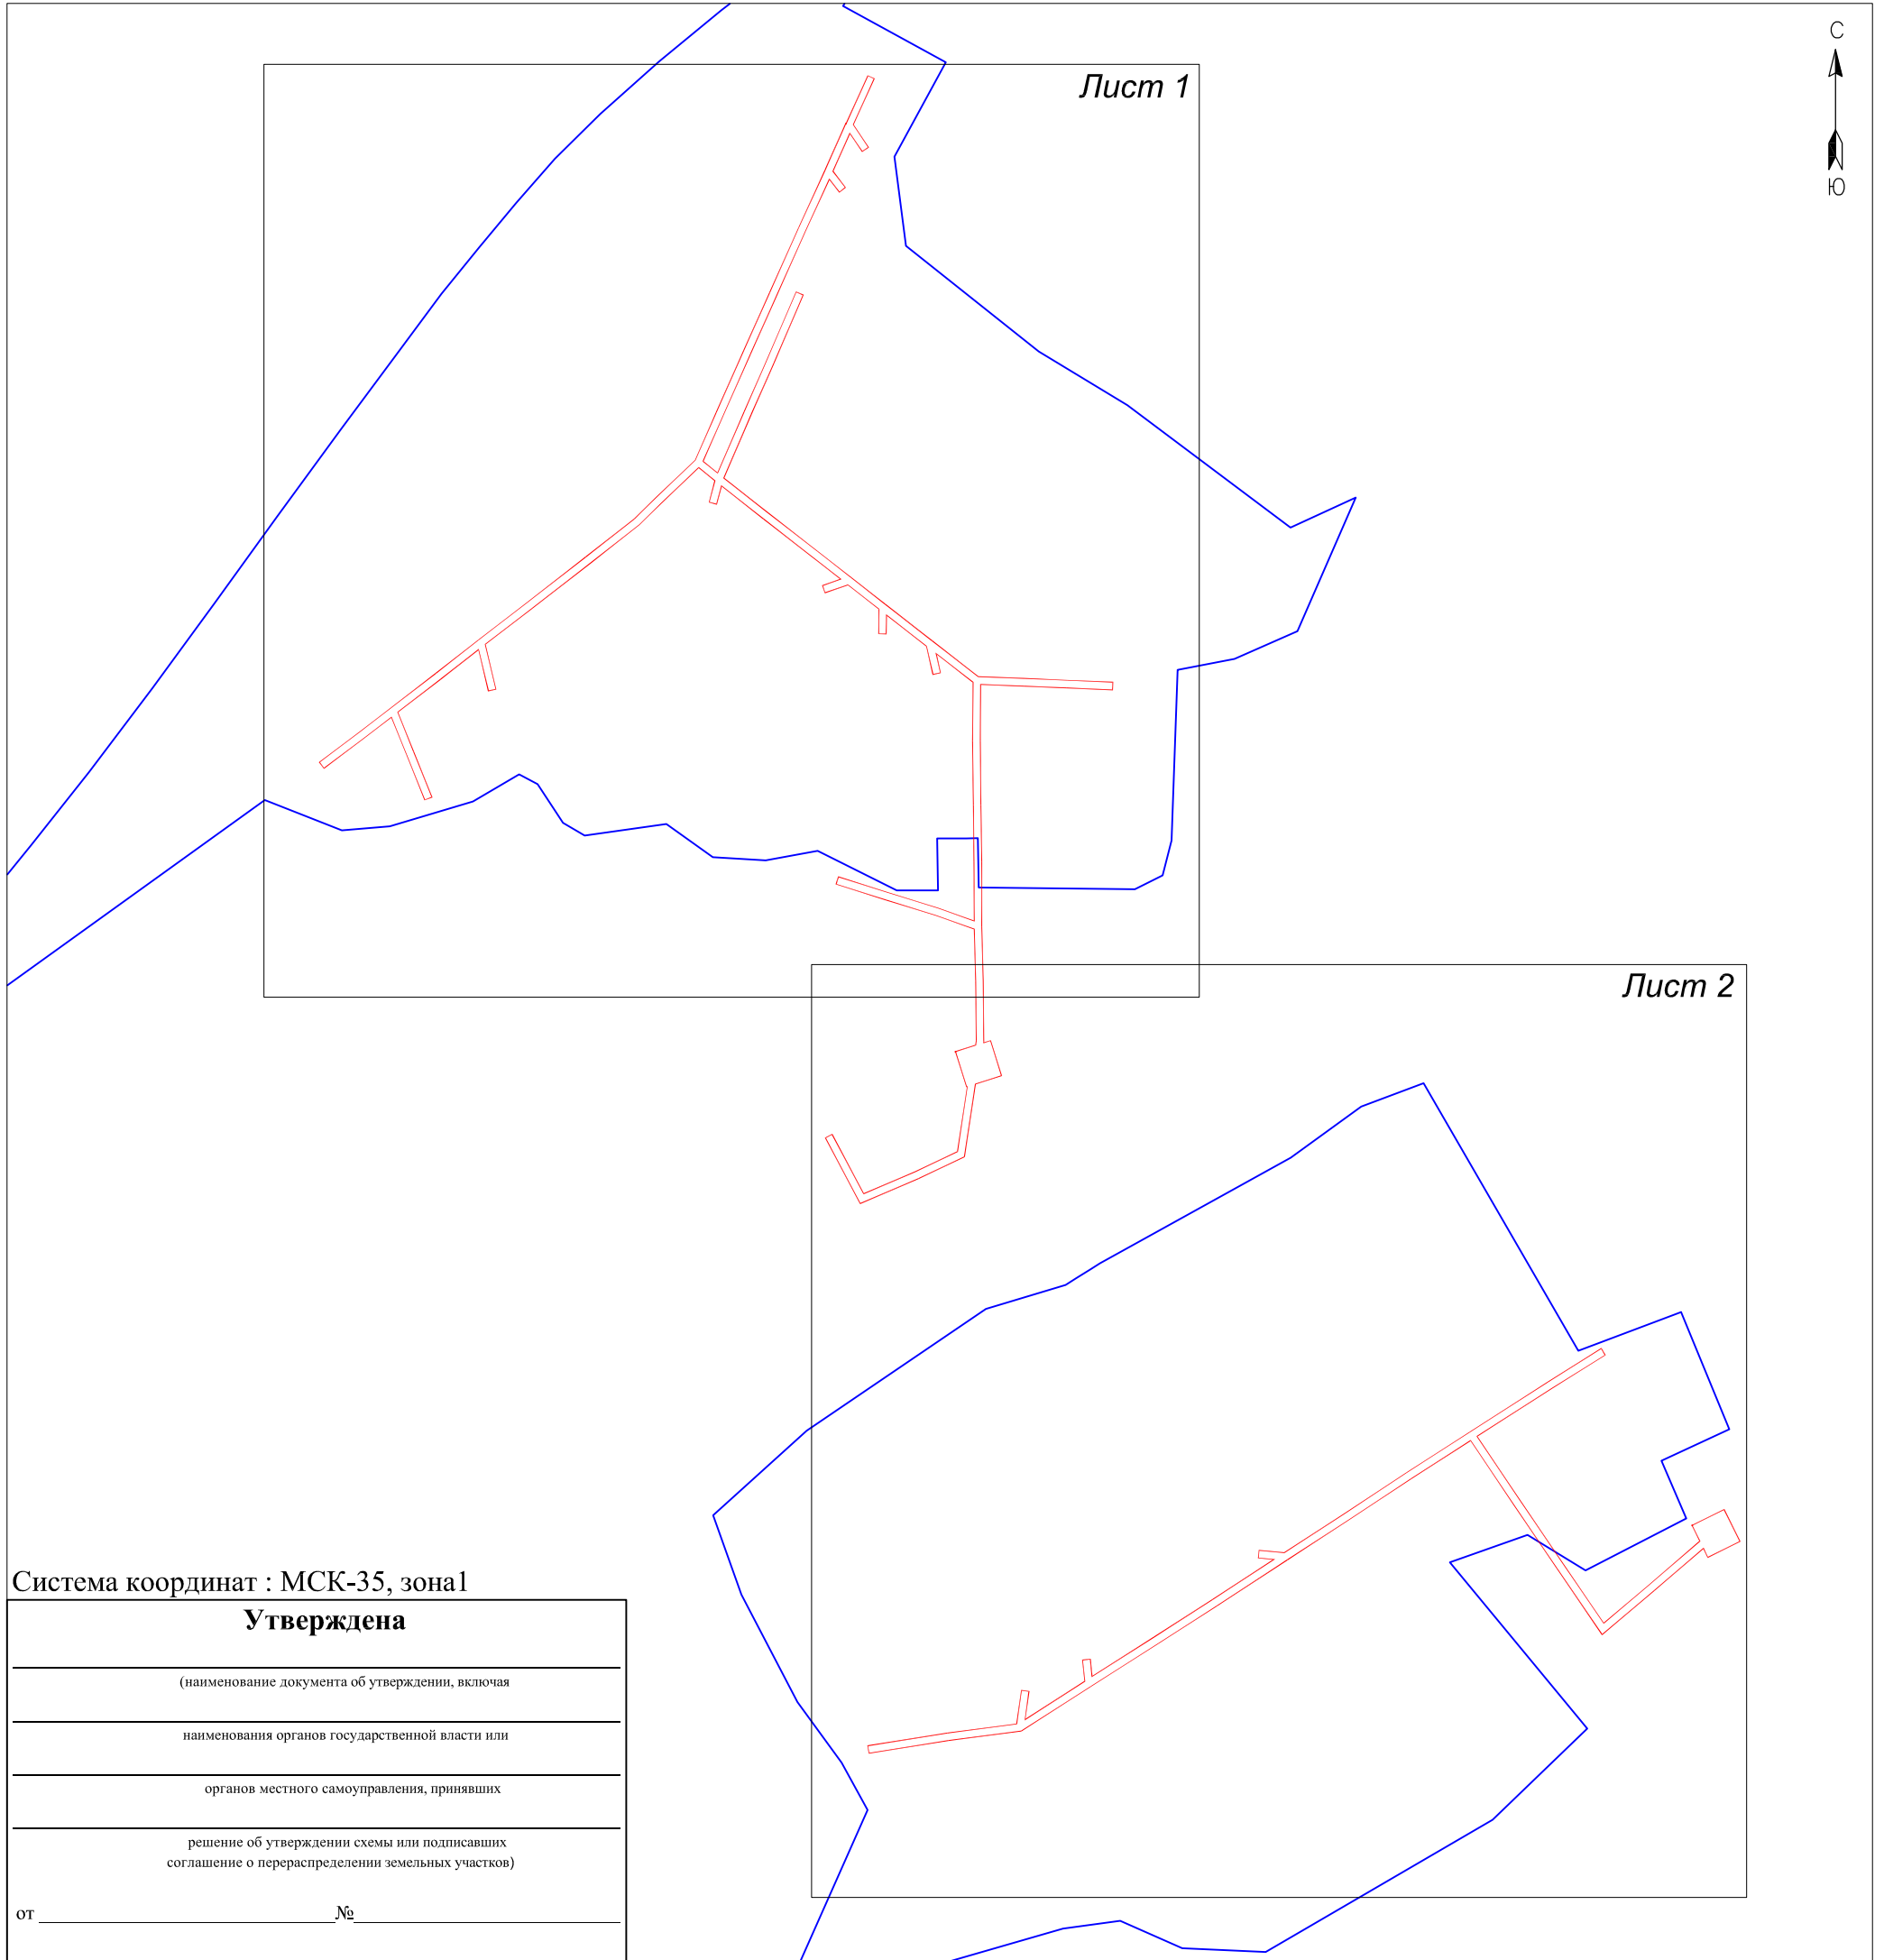 С
Лист 1
Ю
Лист 2
Система координат : МСК-35, зона1
Утверждена
(наименование документа об утверждении, включая
наименования органов государственной власти или
органов местного самоуправления, принявших
решение об утверждении схемы или подписавших
соглашение о перераспределении земельных участков)
от №